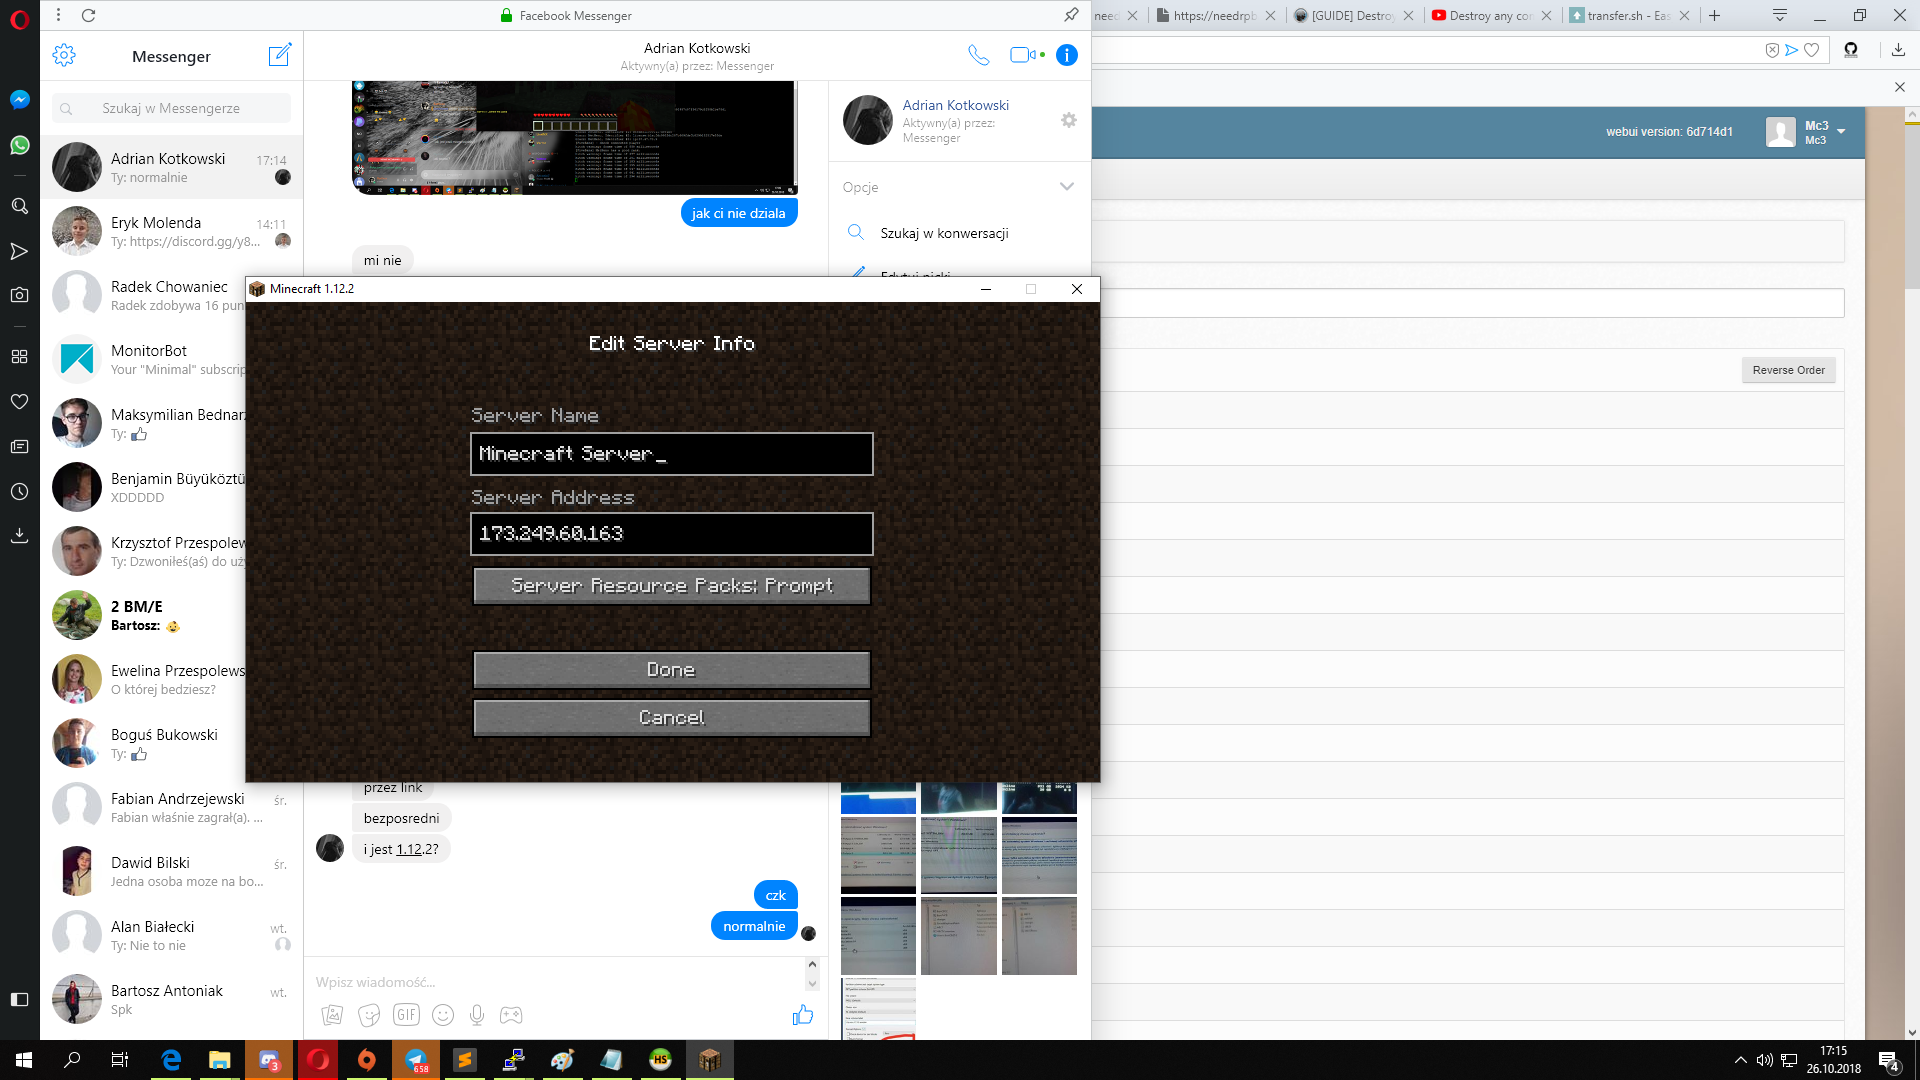 Facebook Messenger
need
https://needrpb
[GUIDE] Destroy
Destroy any con
transfer.sh - Eas
Messenger
Adrian Kotkowski
Aktywny(a) przez: Messenger
Szukaj w Messengerze
Adrian Kotkowski
17:14
Ty: normalnie
Eryk Molenda
14:11
Ty: https://discord.gg/y8...
Radek Chowaniec
Radek zdobywa 16 pun
MonitorBot
Your "Minimal" subscrip
Maksymilian Bednarz
Ty:
Benjamin Büyüköztü
XDDDDD
Krzysztof Przespolew
Ty: Dzwoniłeś(aś) do uży
2 BM/E
Bartosz:
Ewelina Przespolews
O której bedziesz?
Boguś Bukowski
Ty:
Fabian Andrzejewski
śr.
Fabian właśnie zagrał(a). ...
Dawid Bilski
śr.
Jedna osoba moze na bo...
Alan Białecki
wt.
Ty: Nie to nie
Bartosz Antoniak
wt.
Spk
jak ci nie dziala
mi nie
Adrian Kotkowski
Aktywny(a) przez:
Messenger
Opcje
Szukaj w konwersacji
Edytuj nicki
webui version: 6d714d1
Mc3
Mc3
Reverse Order
Minecraft 1.12.2
Edit Server Info
Server Name
Minecraft Server_
Server Address
173.249.60.163
Server Resource Packs: Prompt
Done
Cancel
przez link
bezposredni
i jest 1.12.2?
czk
normalnie
Wpisz wiadomość...
GIF
3
658
HS
17:15
26.10.2018
4